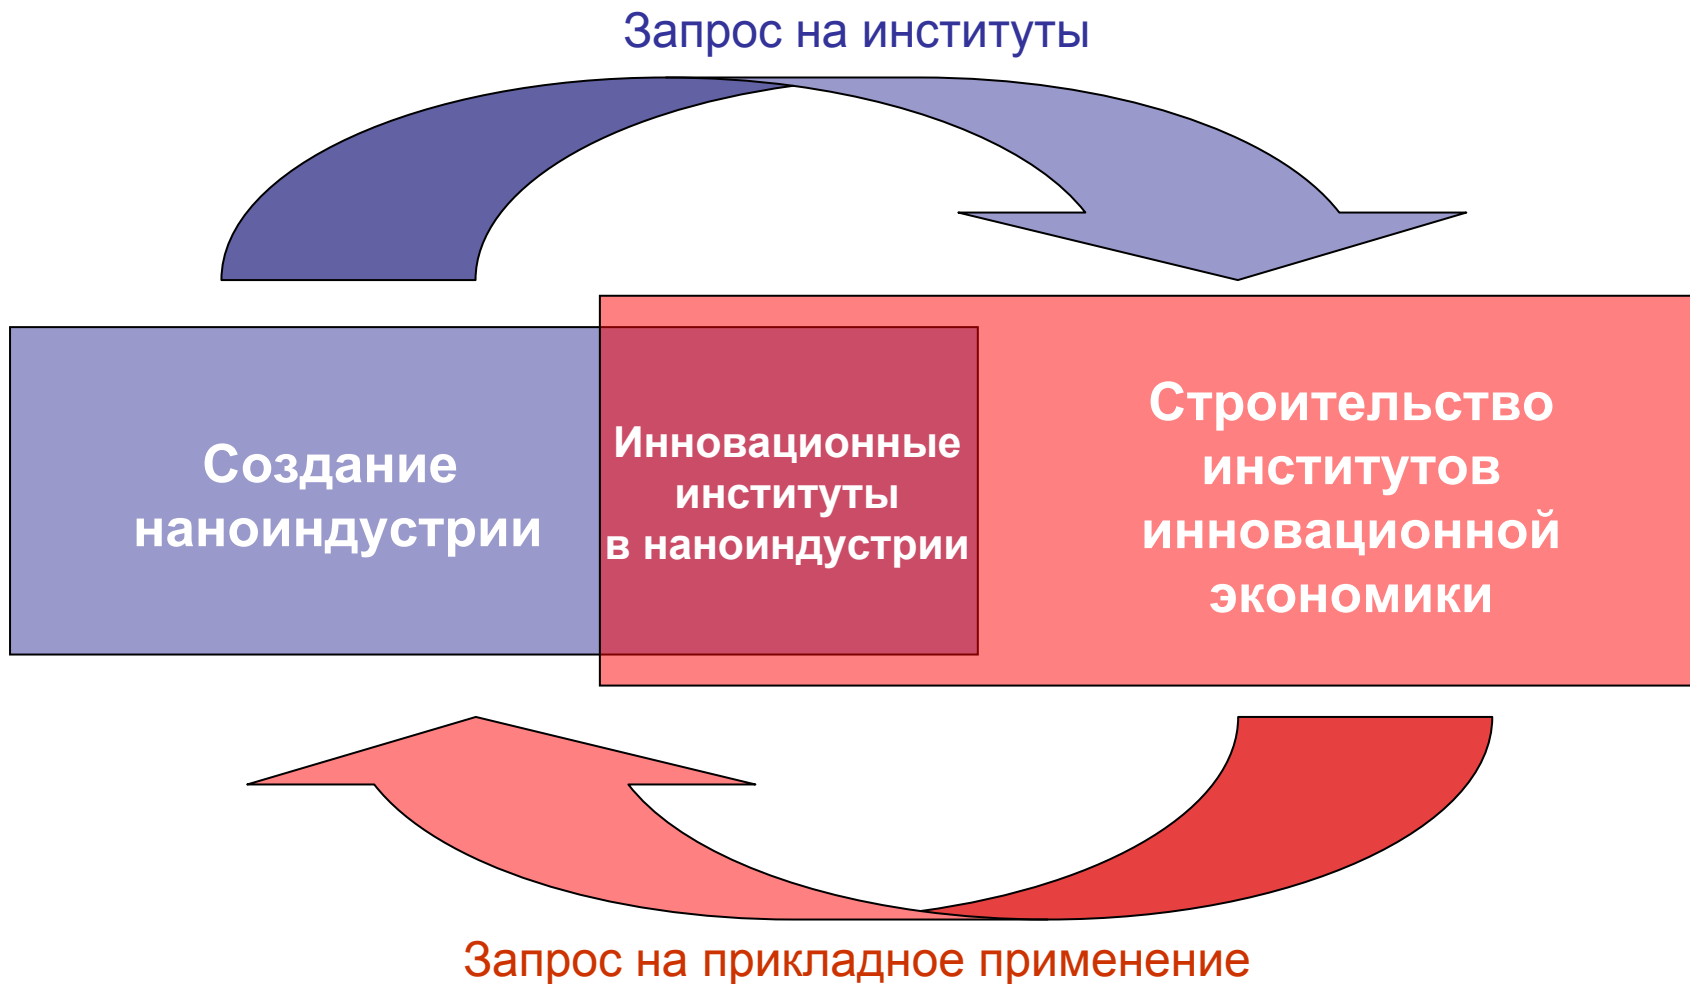 Запрос на институты
Создание
наноиндустрии
Инновационные
институты
в наноиндустрии
Строительство
институтов
инновационной
экономики
Запрос на прикладное применение